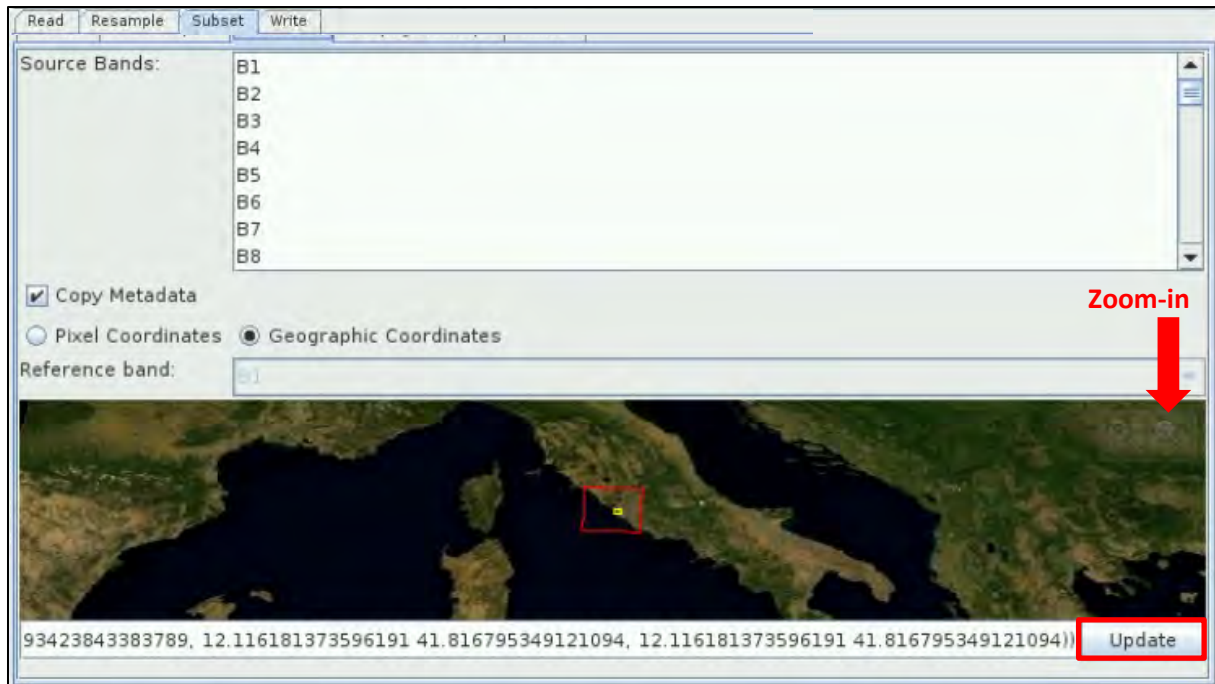 Read Resample Subset Write
Source Bands:
B1
B2
B3
B4
B5
B6
B7
B8
Copy Metadata
Zoom-in
Pixel Coordinates Geographic Coordinates
Reference band:
B1
93423843383789, 12.116181373596191 41.816795349121094, 12.116181373596191 41.816795349121094)) Update